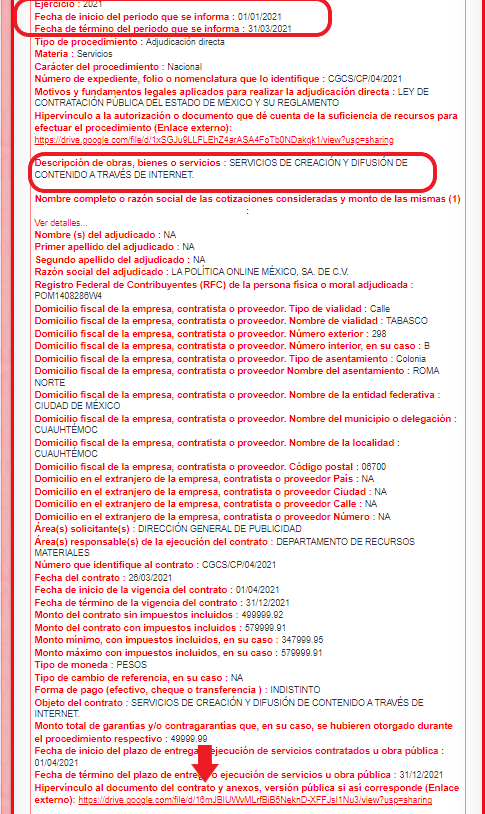 Ejercicio : 2021
Fecha de inicio del periodo que se informa : 01/01/2021
Fecha de término del periodo que se informa : 31/03/2021
Tipo de procedimiento : Adjudicación directa
Materia : Servicios
Carácter del procedimiento : Nacional
Número de expediente, folio o nomenclatura que lo identifique : CGCS/CP/04/2021
Motivos y fundamentos legales aplicados para realizar la adjudicación directa : LEY DE
CONTRATACIÓN PÚBLICA DEL ESTADO DE MÉXICO Y SU REGLAMENTO
Hipervínculo a la autorización o documento que dé cuenta de la suficiencia de recursos para
efectuar el procedimiento (Enlace externo):
Descripción de obras, bienes o servicios : SERVICIOS DE CREACIÓN Y DIFUSIÓN DE
CONTENIDO A TRAVÉS DE INTERNET.
Nombre completo o razón social de las cotizaciones consideradas y monto de las mismas (1)
:
Ver detalles...
Nombre (s) del adjudicado : NA
Primer apellido del adjudicado : NA
Segundo apellido del adjudicado : NA
Razón social del adjudicado : LA POLÍTICA ONLINE MÉXICO, SA. DE C.V.
Registro Federal de Contribuyentes (RFC) de la persona física o moral adjudicada :
POM1408286W4
Domicilio fiscal de la empresa, contratista o proveedor. Tipo de vialidad : Calle
Domicilio fiscal de la empresa, contratista o proveedor. Nombre de vialidad : TABASCO
Domicilio fiscal de la empresa, contratista o proveedor. Número exterior : 298
Domicilio fiscal de la empresa, contratista o proveedor. Número interior, en su caso : B
Domicilio fiscal de la empresa, contratista o proveedor. Tipo de asentamiento : Colonia
Domicilio fiscal de la empresa, contratista o proveedor Nombre del asentamiento : ROMA
NORTE
Domicilio fiscal de la empresa, contratista o proveedor. Nombre de la entidad federativa :
CIUDAD DE MÉXICO
Domicilio fiscal de la empresa, contratista o proveedor. Nombre del municipio o delegación :
CUAUHTÉMOC
Domicilio fiscal de la empresa, contratista o proveedor. Nombre de la localidad :
CUAUHTÉMOC
Domicilio fiscal de la empresa, contratista o proveedor. Código postal : 06700
Domicilio en el extranjero de la empresa, contratista o proveedor País : NA
Domicilio en el extranjero de la empresa, contratista o proveedor Ciudad : NA
Domicilio en el extranjero de la empresa, contratista o proveedor Calle : NA
Domicilio en el extranjero de la empresa, contratista o proveedor Número : NA
Área(s) solicitante(s) : DIRECCIÓN GENERAL DE PUBLICIDAD
Área(s) responsable(s) de la ejecución del contrato : DEPARTAMENTO DE RECURSOS
MATERIALES
Número que identifique al contrato : CGCS/CP/04/2021
Fecha del contrato : 26/03/2021
Fecha de inicio de la vigencia del contrato : 01/04/2021
Fecha de término de la vigencia del contrato : 31/12/2021
Monto del contrato sin impuestos incluidos : 499999.92
Monto del contrato con impuestos incluidos : 579999.91
Monto mínimo, con impuestos incluidos, en su caso : 347999.95
Monto máximo con impuestos incluidos : 579999.91
Tipo de moneda : PESOS
Tipo de cambio de referencia, en su caso : NA
Forma de pago (efectivo, cheque o transferencia ) : INDISTINTO
Objeto del contrato : SERVICIOS DE CREACIÓN Y DIFUSIÓN DE CONTENIDO A TRAVÉS DE
INTERNET.
Monto total de garantías y/o contragarantías que, en su caso, se hubieren otorgado durante
el procedimiento respectivo : 49999.99
Fecha de inicio del plazo de entrega ejecución de servicios contratados u obra pública :
01/04/2021
Fecha de término del plazo de entrega o ejecución de servicios u obra pública : 31/12/2021
Hipervínculo al documento del contrato y anexos, versión pública si así corresponde (Enlace
externo):